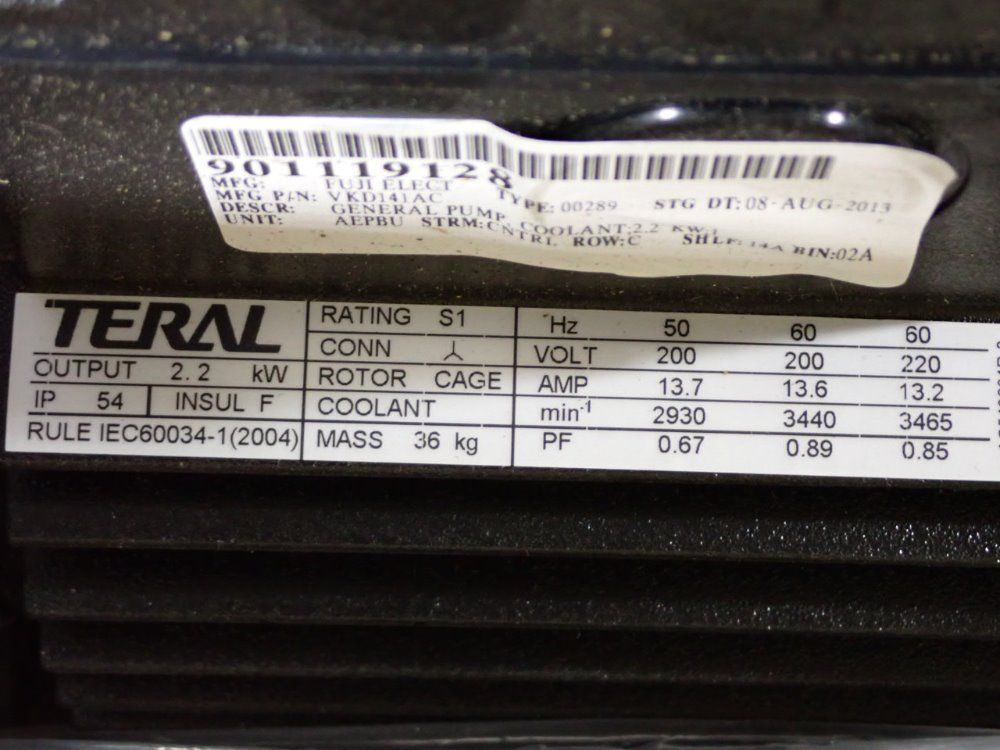 901119128
MFG: FUJI ELECT
MFG P/N: VKD141AC TYPE: 00289 STG DT:08-AUG-2013
DESCR: GENERAL PUMP, COOLANT:2.2 KW;
UNIT: AEPBU STRM:CNTRL ROW:C SHLF:14A BIN:02A
TERAL
OUTPUT 2.2 kW
IP 54 INSUL F
RULE IEC60034-1(2004)
RATING S1
CONN
ROTOR CAGE
COOLANT
MASS 36 kg
Hz 50 60 60
VOLT 200 200 220
AMP 13.7 13.6 13.2
min-1 2930 3440 3465
PF 0.67 0.89 0.85